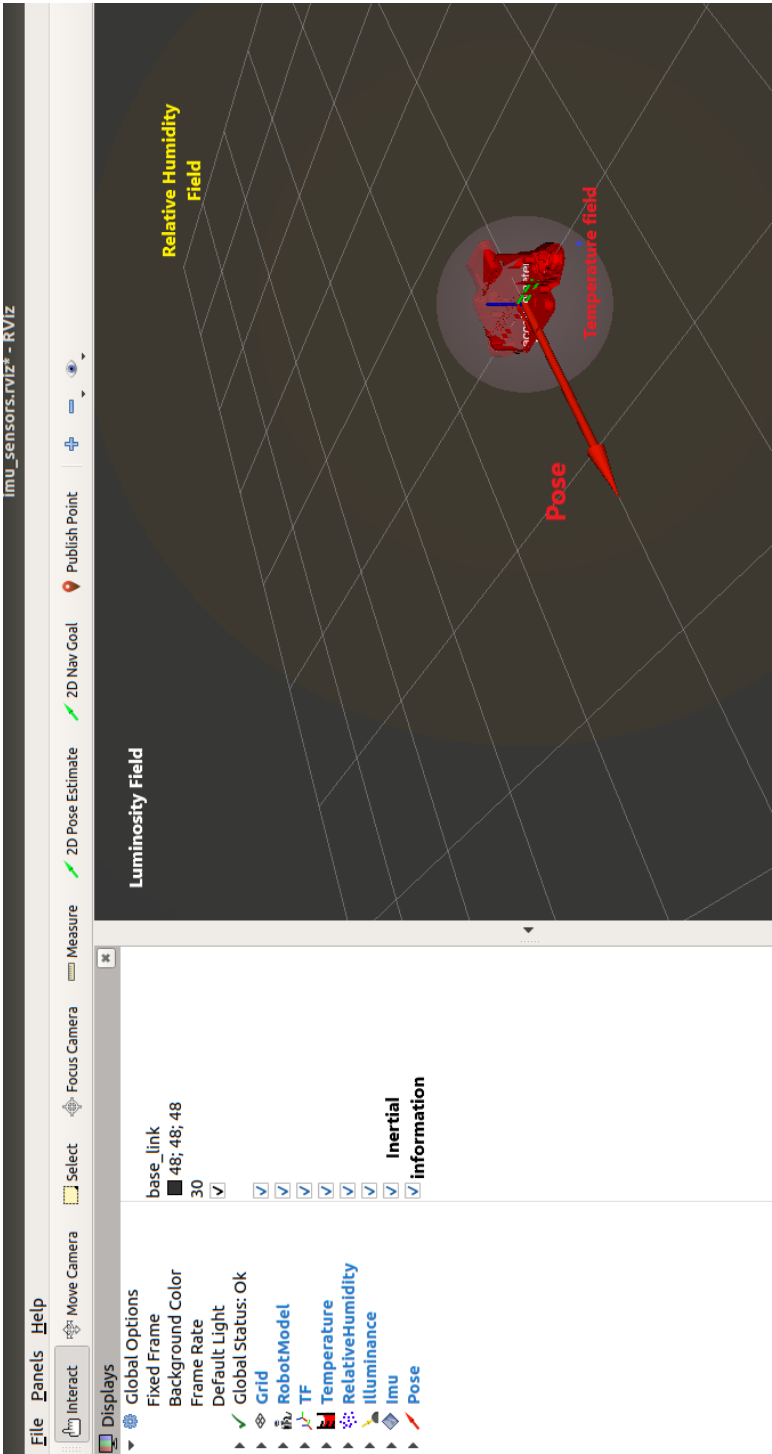 imu_sensors.rviz* - RViz
File Panels Help
Interact Move Camera Select Focus Camera Measure 2D Pose Estimate 2D Nav Goal Publish Point
Displays
Global Options
Fixed Frame base_link
Background Color 48; 48; 48
Frame Rate 30
Default Light
Global Status: Ok
Grid
RobotModel
TF
Temperature
RelativeHumidity
Illuminance
Imu
Pose
Inertial
information
Luminosity Field
Relative Humidity
Field
Temperature field
Pose